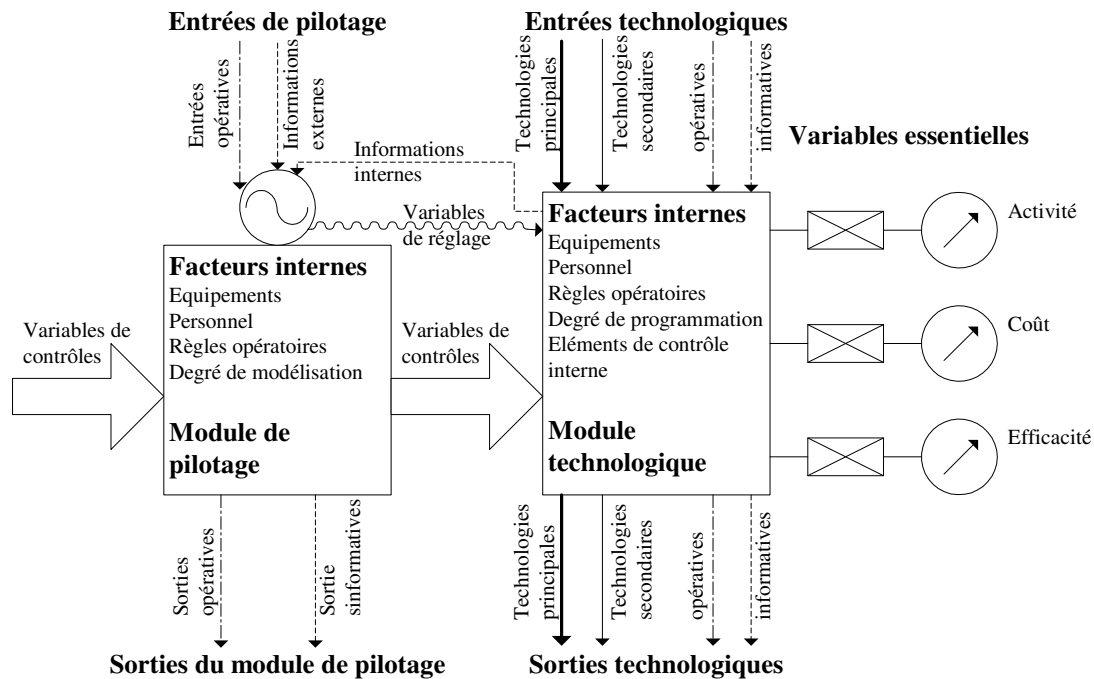 Entrées de pilotage
Entrées technologiques
Entrées
opératives
Informations
externes
Technologies
principales
Technologies
secondaires
opératives
informatives
Variables essentielles
Informations
internes
Variables
de réglage
Facteurs internes
Equipements
Personnel
Règles opératoires
Degré de modélisation
Module de
pilotage
Facteurs internes
Equipements
Personnel
Règles opératoires
Degré de programmation
Eléments de contrôle
interne
Module
technologique
Variables de
contrôles
Variables de
contrôles
Activité
Coût
Efficacité
Sorties
opératives
Sortie
sinformatives
Technologies
principales
Technologies
secondaires
opératives
informatives
Sorties du module de pilotage
Sorties technologiques